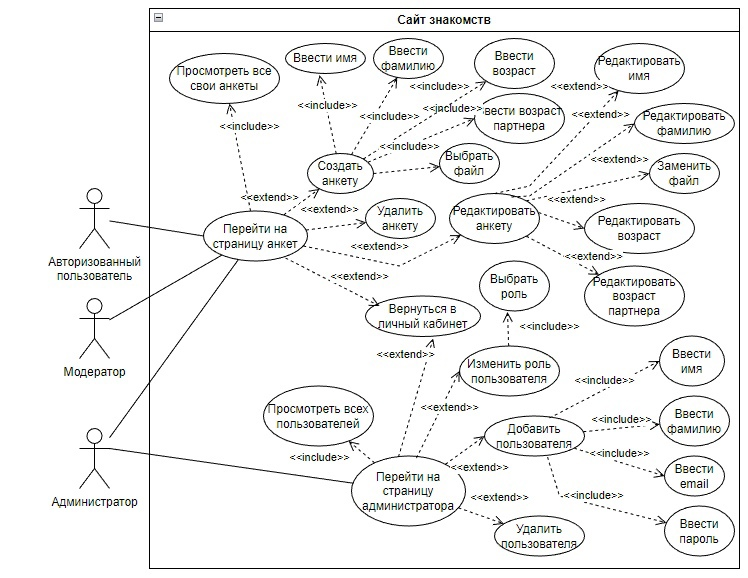 Сайт знакомств
Просмотреть все
свои анкеты
Ввести имя
Ввести
фамилию
Ввести
возраст
Редактировать
имя
<<include>>
<<include>>
<<include>>
<<include>>
<<extend>>
Ввести возраст
партнера
<<include>>
<<extend>>
Редактировать
фамилию
<<include>>
<<include>>
Создать
анкету
Выбрать
файл
<<extend>>
Заменить
файл
<<extend>>
<<include>>
<<extend>>
Авторизованный
пользователь
Перейти на
страницу анкет
<<extend>>
Удалить
анкету
Редактировать
анкету
<<extend>>
Редактировать
возраст
<<extend>>
<<extend>>
<<extend>>
Выбрать
роль
Редактировать
возраст
партнера
Модератор
Вернуться в
личный кабинет
<<include>>
<<extend>>
Изменить роль
пользователя
Ввести
имя
<<include>>
Просмотреть всех
пользователей
<<extend>>
Добавить
пользователя
<<include>>
Ввести
фамилию
Администратор
<<include>>
<<extend>>
<<include>>
Перейти на
страницу
администратора
Ввести
email
<<extend>>
<<include>>
Удалить
пользователя
Ввести
пароль